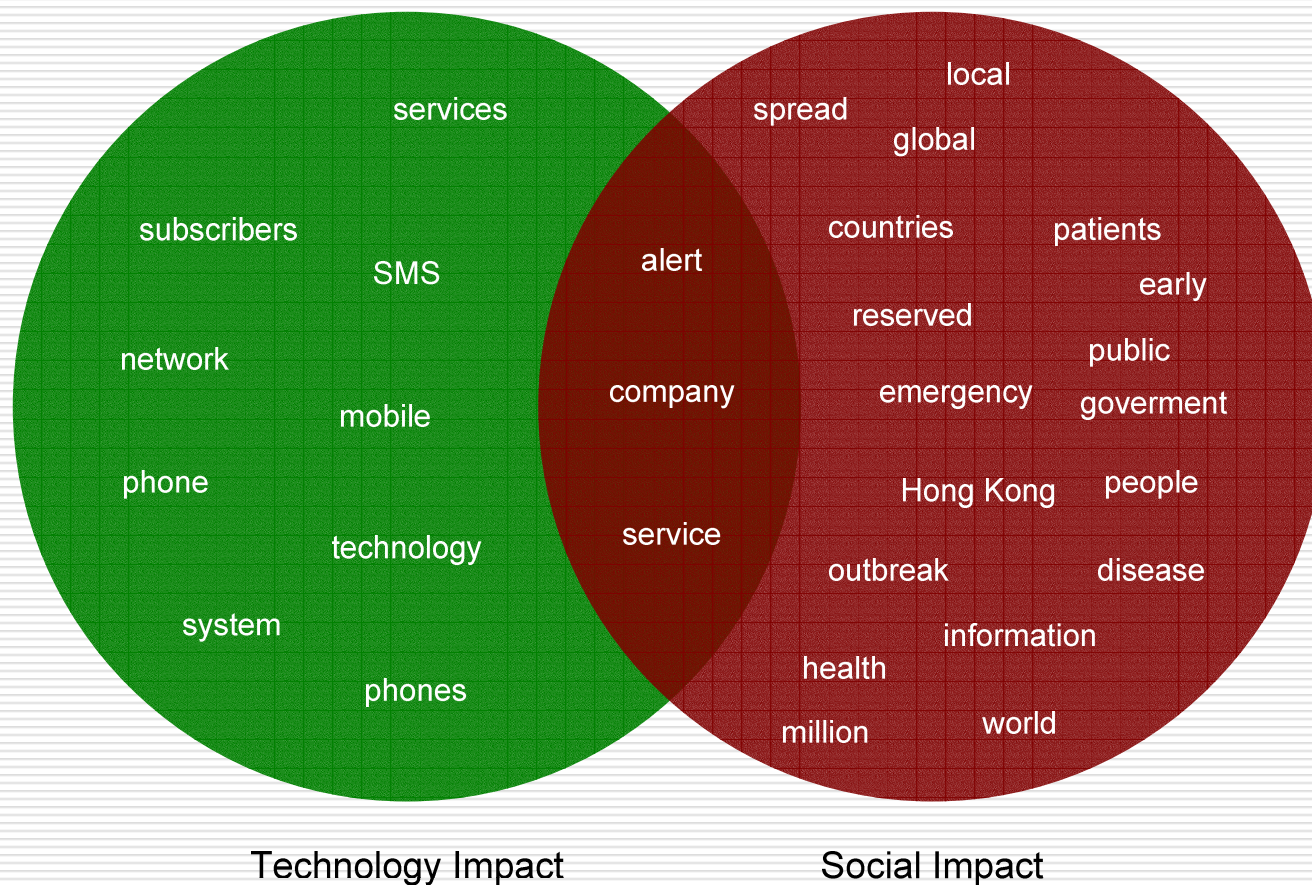 services
subscribers
SMS
network
mobile
phone
technology
system
phones
alert
company
service
local
spread
global
countries
patients
early
reserved
public
emergency
goverment
Hong Kong
people
outbreak
disease
information
health
world
million
Technology Impact
Social Impact